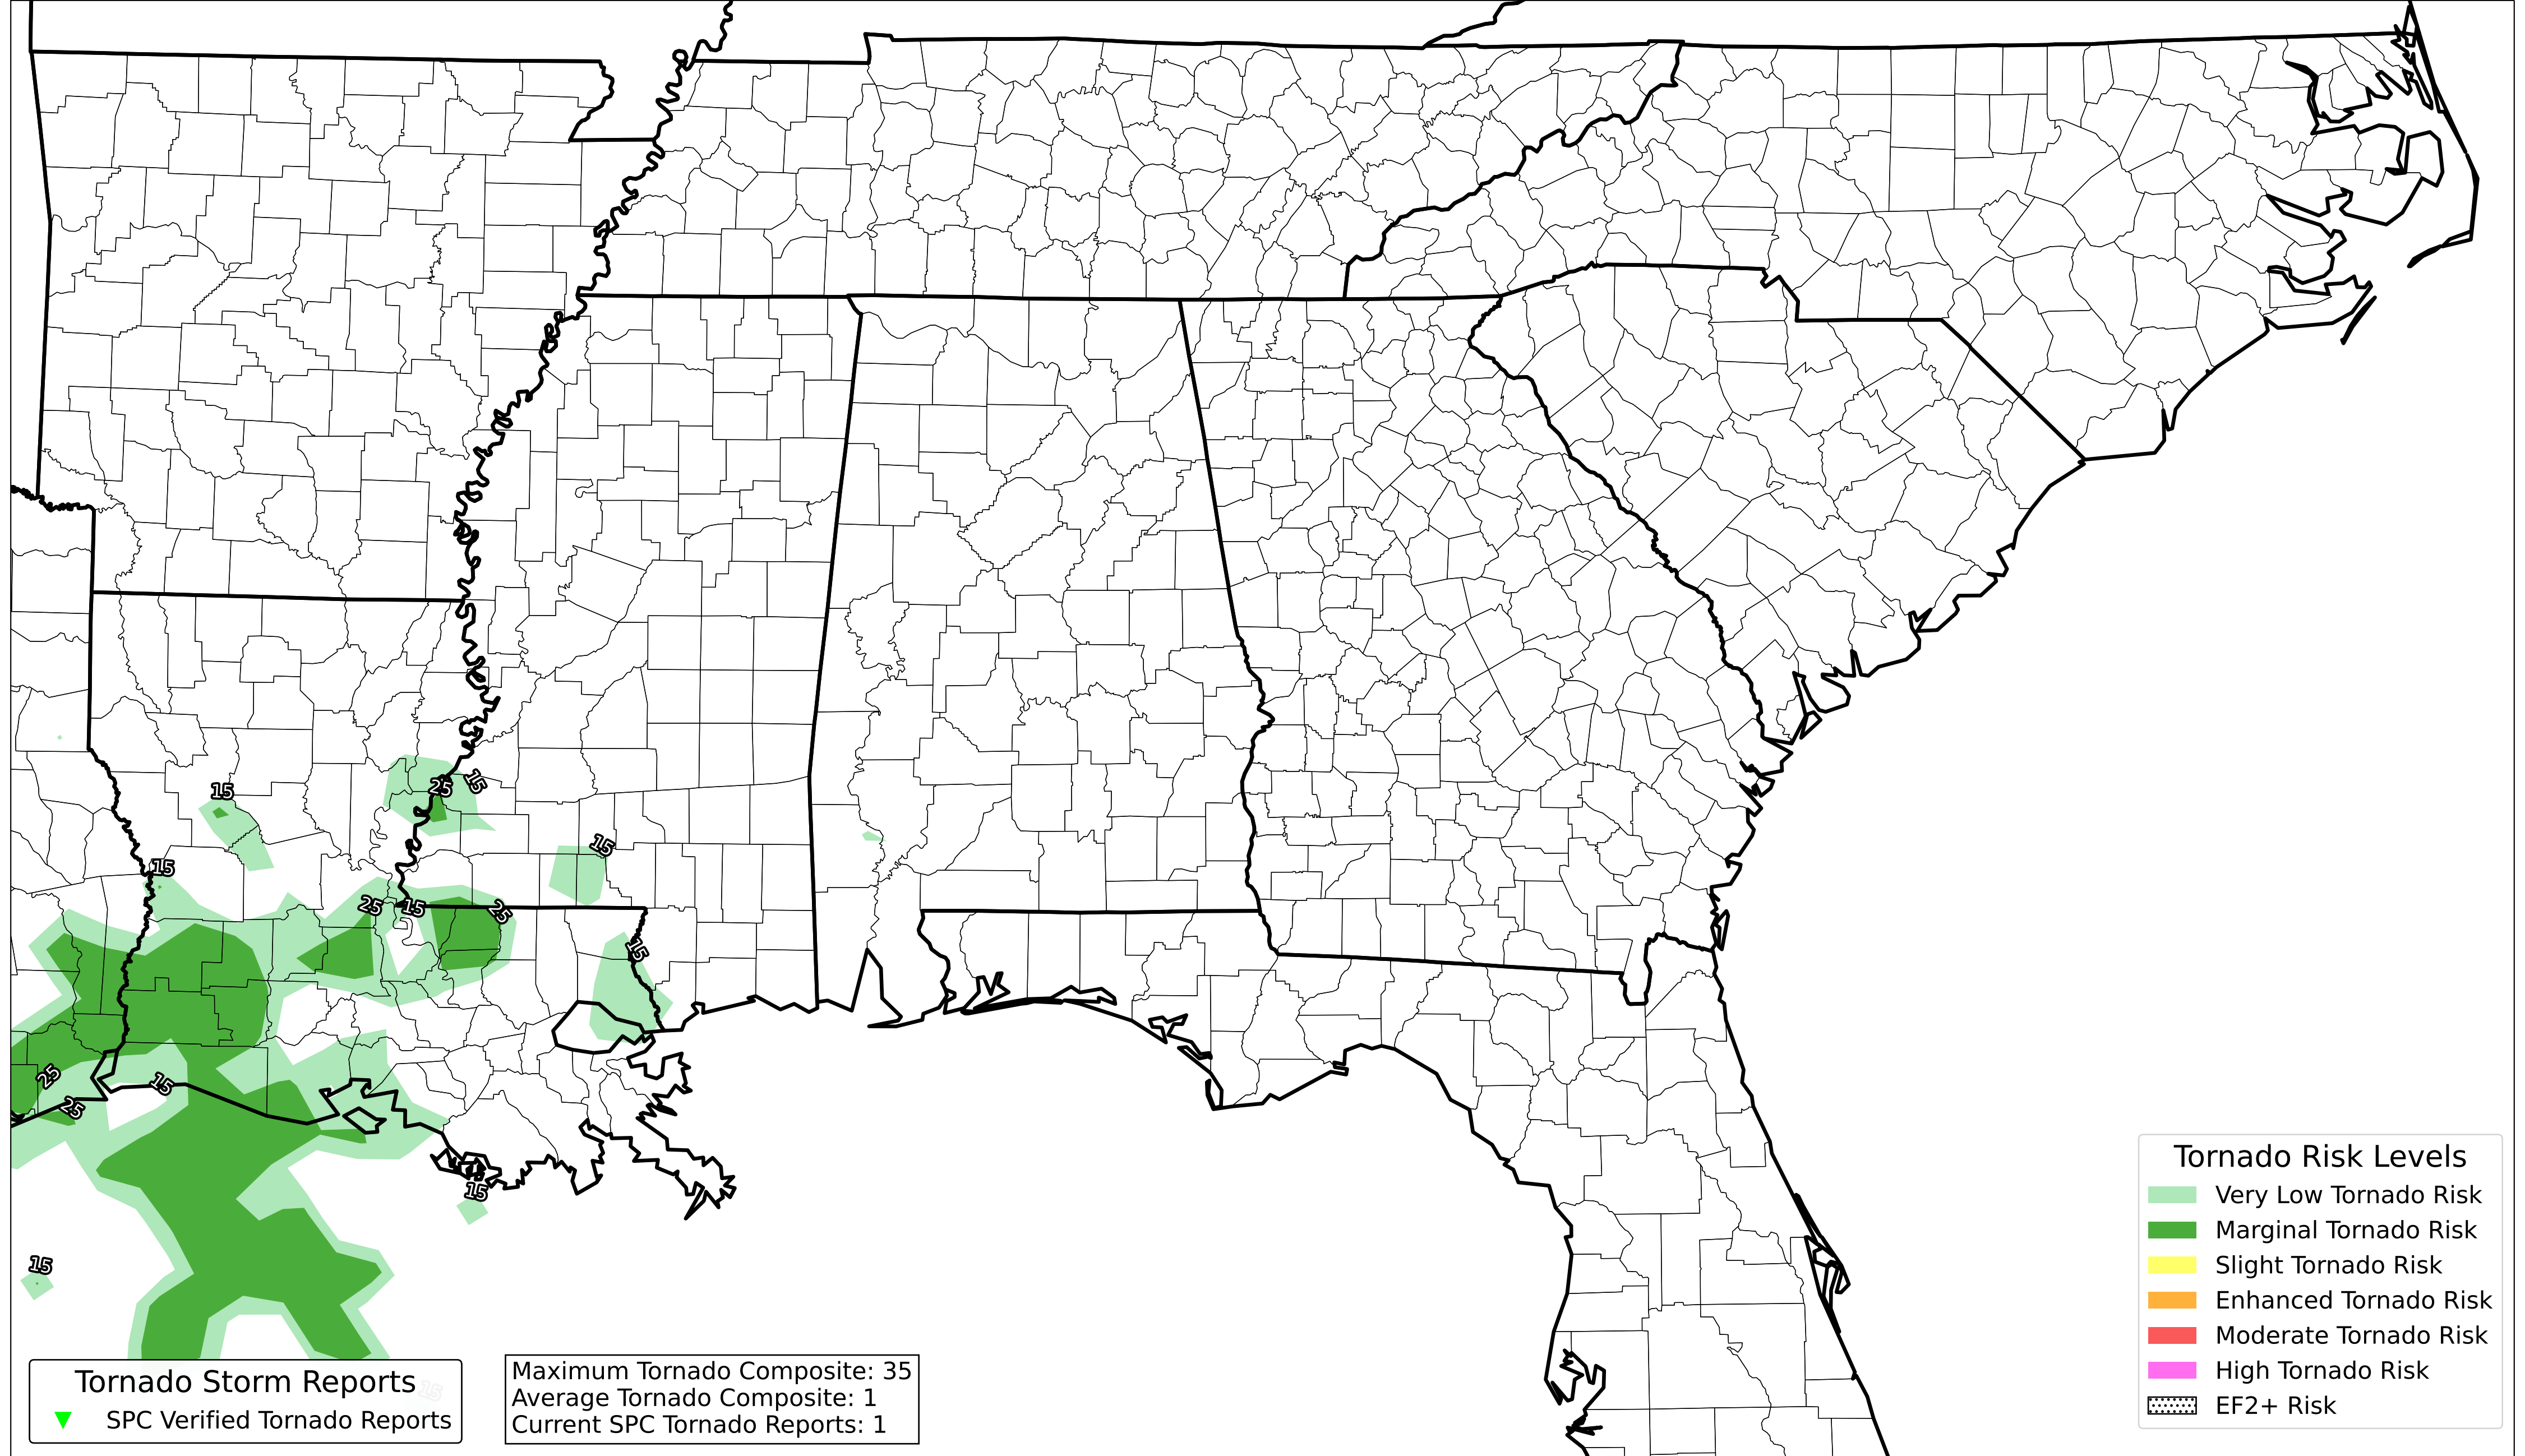 15
25
15
15
15
25
15
25
15
25
15
25
15
15
Tornado Risk Levels
Very Low Tornado Risk
Marginal Tornado Risk
Slight Tornado Risk
Enhanced Tornado Risk
Moderate Tornado Risk
High Tornado Risk
EF2+ Risk
15
Tornado Storm Reports
SPC Verified Tornado Reports
Maximum Tornado Composite: 35
Average Tornado Composite: 1
Current SPC Tornado Reports: 1